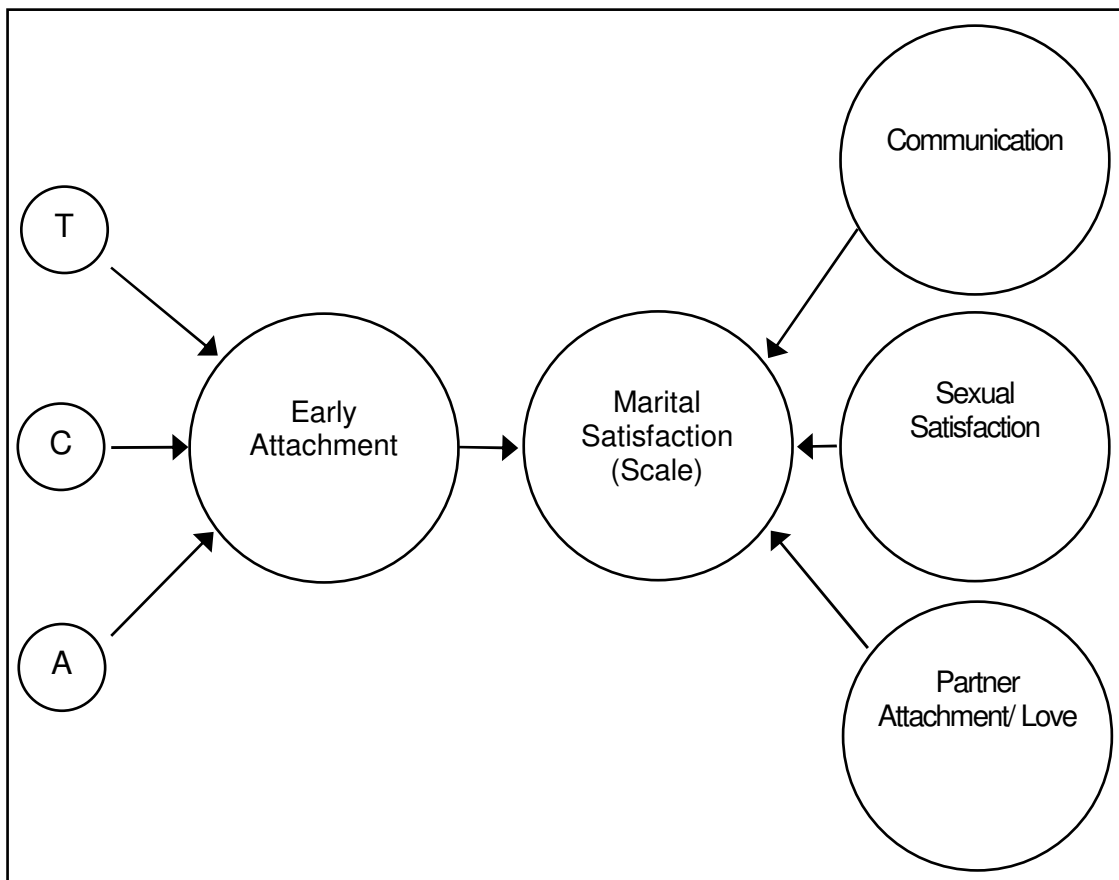 T
C
A
Early
Attachment
Marital
Satisfaction
(Scale)
Communication
Sexual
Satisfaction
Partner
Attachment/ Love